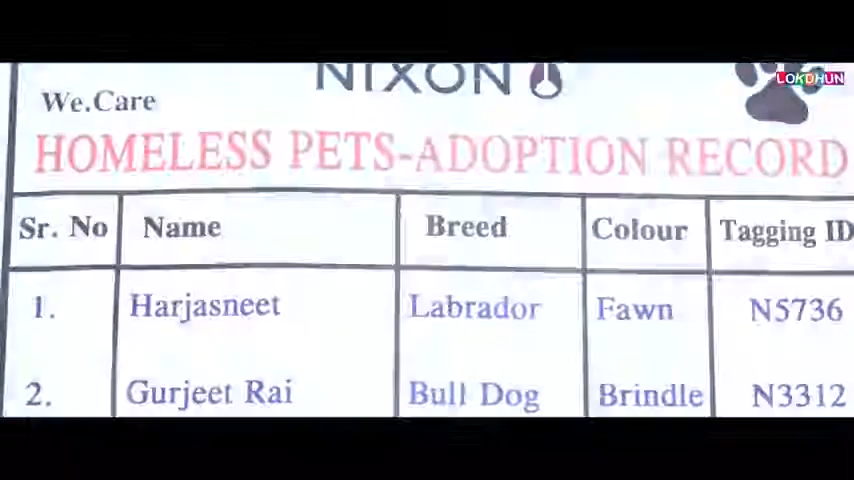 NIXON
LOKDHUN
We.Care
HOMELESS PETS-ADOPTION RECORD
Sr. No Name Breed Colour Tagging ID
1. Harjasneet Labrador Fawn N5736
2. Gurjeet Rai Bull Dog Brindle N3312